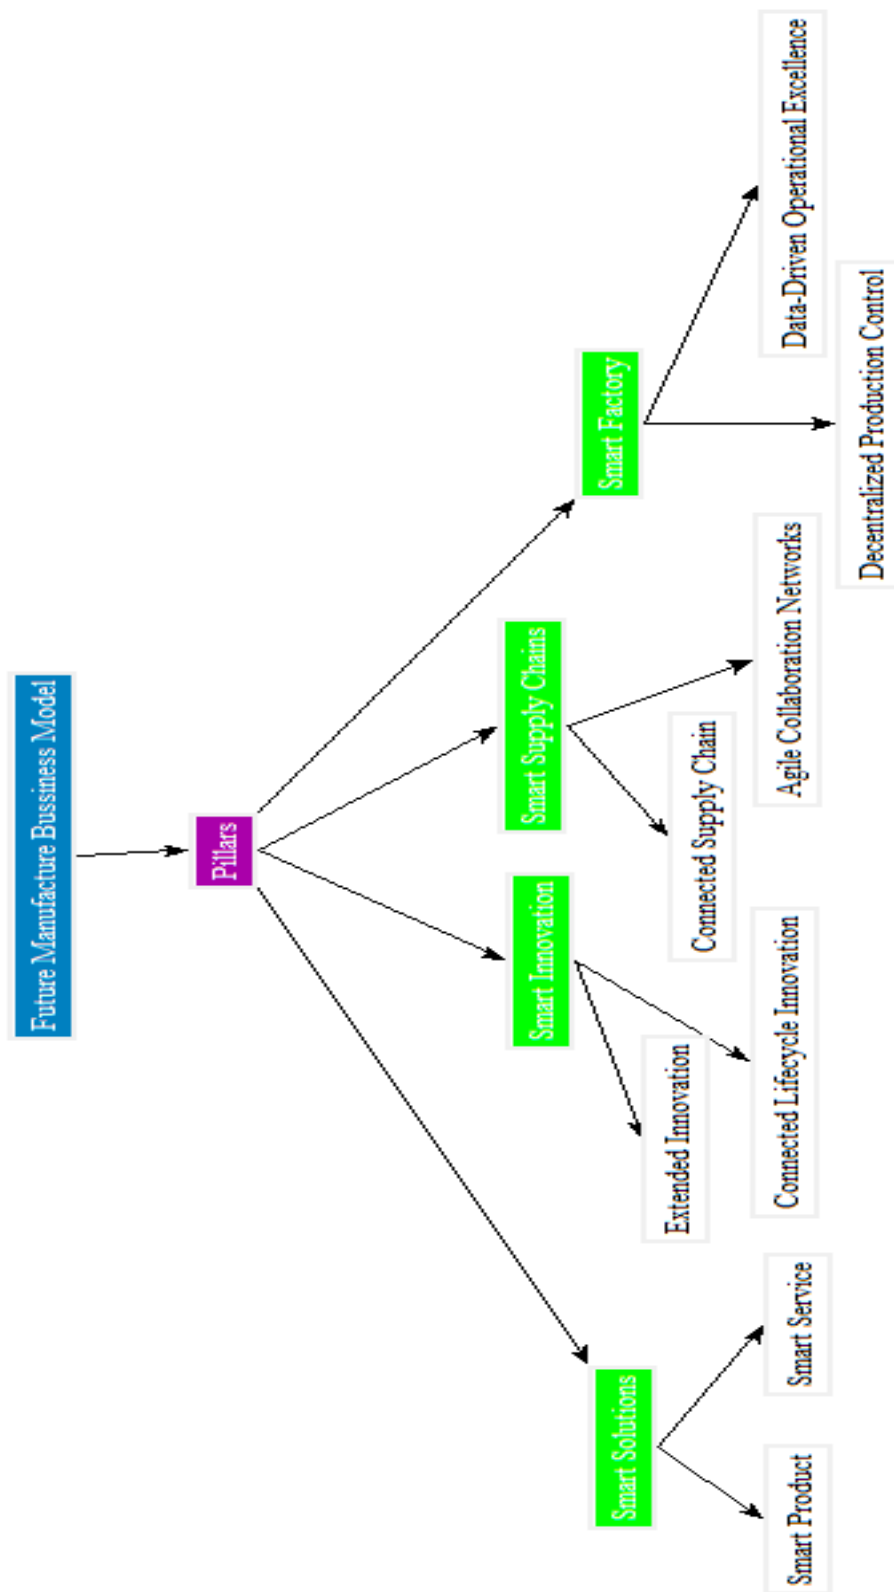 Future Manufacture Bussiness Model
Pillars
Smart Solutions
Smart Innovation
Smart Supply Chains
Smart Factory
Smart Product
Smart Service
Extended Innovation
Connected Lifecycle Innovation
Connected Supply Chain
Agile Collaboration Networks
Decentralized Production Control
Data-Driven Operational Excellence